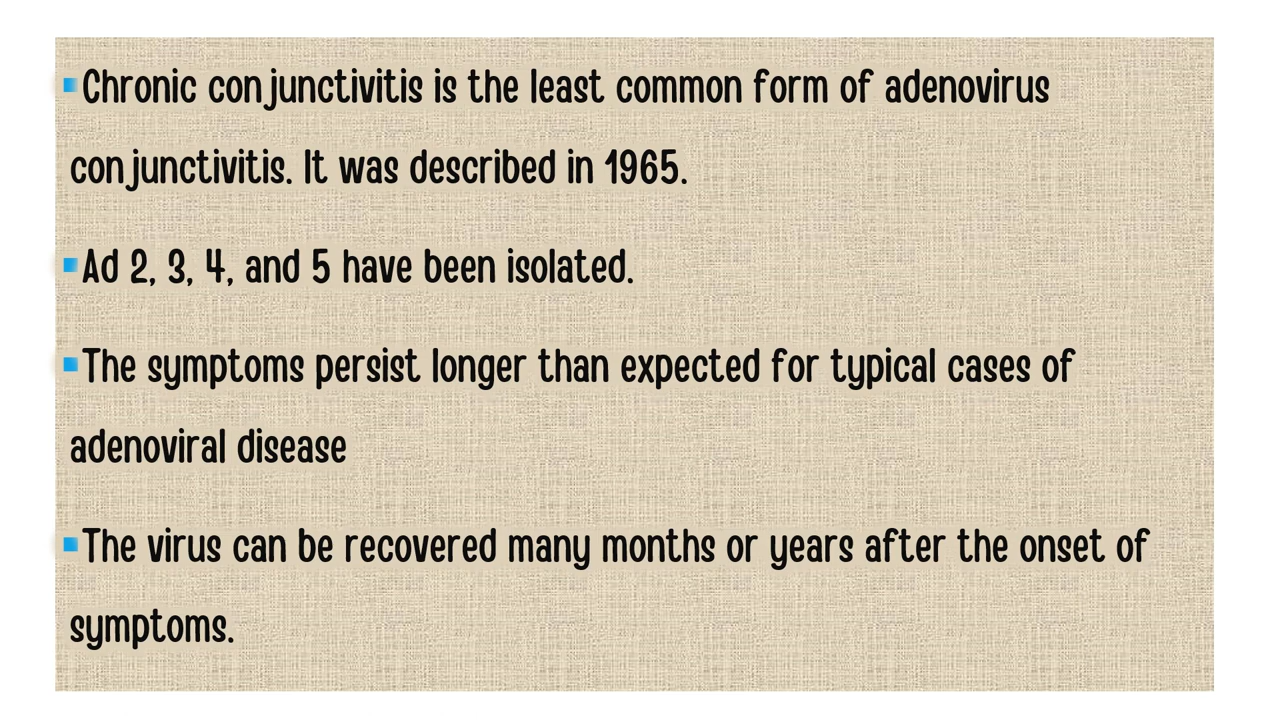 ▪Chronic conjunctivitis is the least common form of adenovirus
conjunctivitis. It was described in 1965.
▪Ad 2, 3, 4, and 5 have been isolated.
▪The symptoms persist longer than expected for typical cases of
adenoviral disease
▪The virus can be recovered many months or years after the onset of
symptoms.